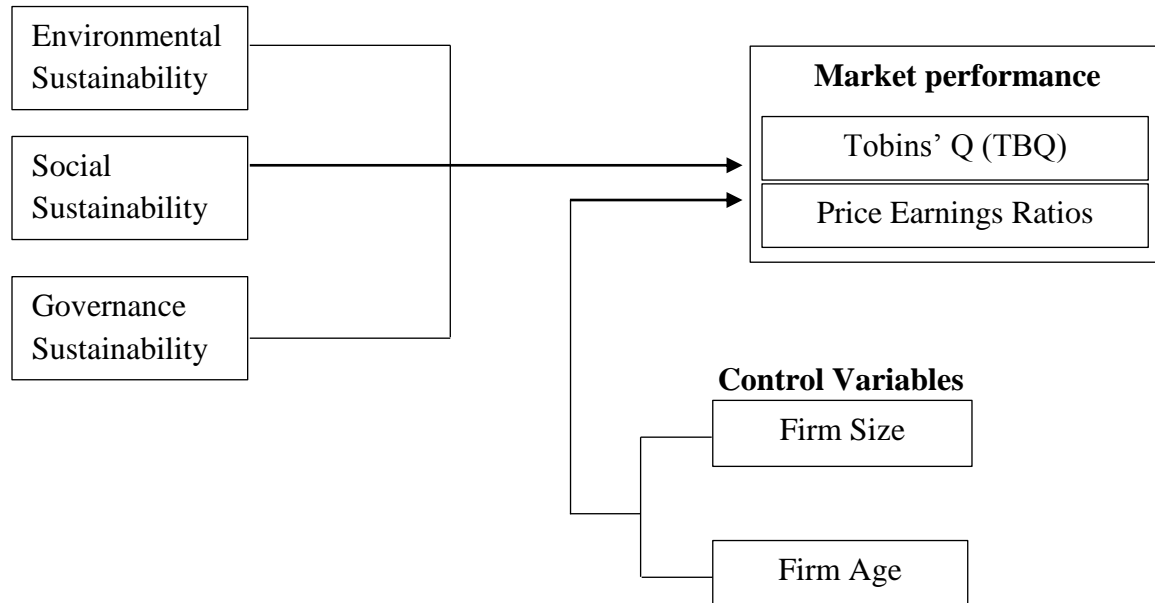 Environmental
Sustainability
Social
Sustainability
Governance
Sustainability
Market performance
Tobins’ Q (TBQ)
Price Earnings Ratios
Control Variables
Firm Size
Firm Age